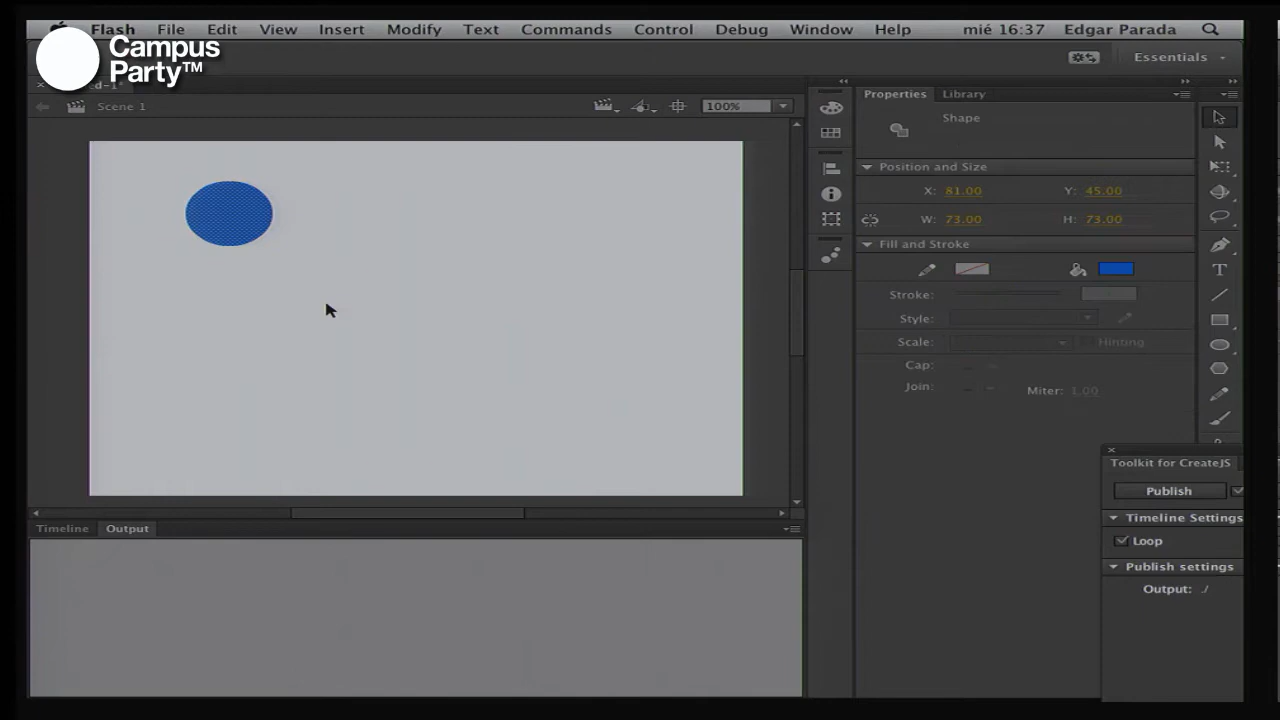 Flash File Edit View Insert Modify Text Commands Control Debug Window Help mié 16:37 Edgar Parada
Campus
Party™
Essentials
d-1*
Scene 1
100%
Properties Library
Shape
Position and Size
X: 81.00 Y: 45.00
W: 73.00 H: 73.00
Fill and Stroke
Stroke:
Style:
Scale: Hinting
Cap:
Join: Miter: 1.00
Toolkit for CreateJS
Publish
Timeline Settings
Loop
Publish settings
Output: ./
Timeline Output